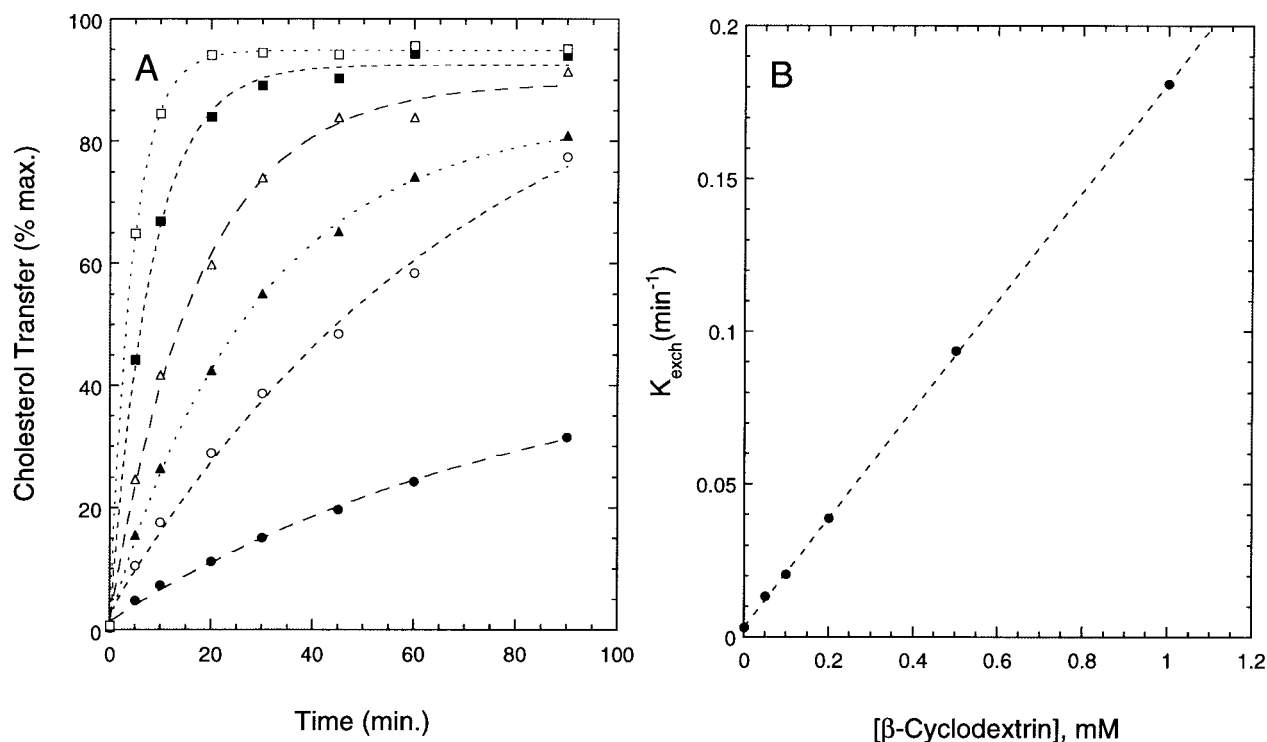 A
Cholesterol Transfer (% max.)
100
80
60
40
20
0
0 20 40 60 80 100
Time (min.)
B
K_exch(min⁻¹)
0.2
0.15
0.1
0.05
0
0 0.2 0.4 0.6 0.8 1 1.2
[β-Cyclodextrin], mM